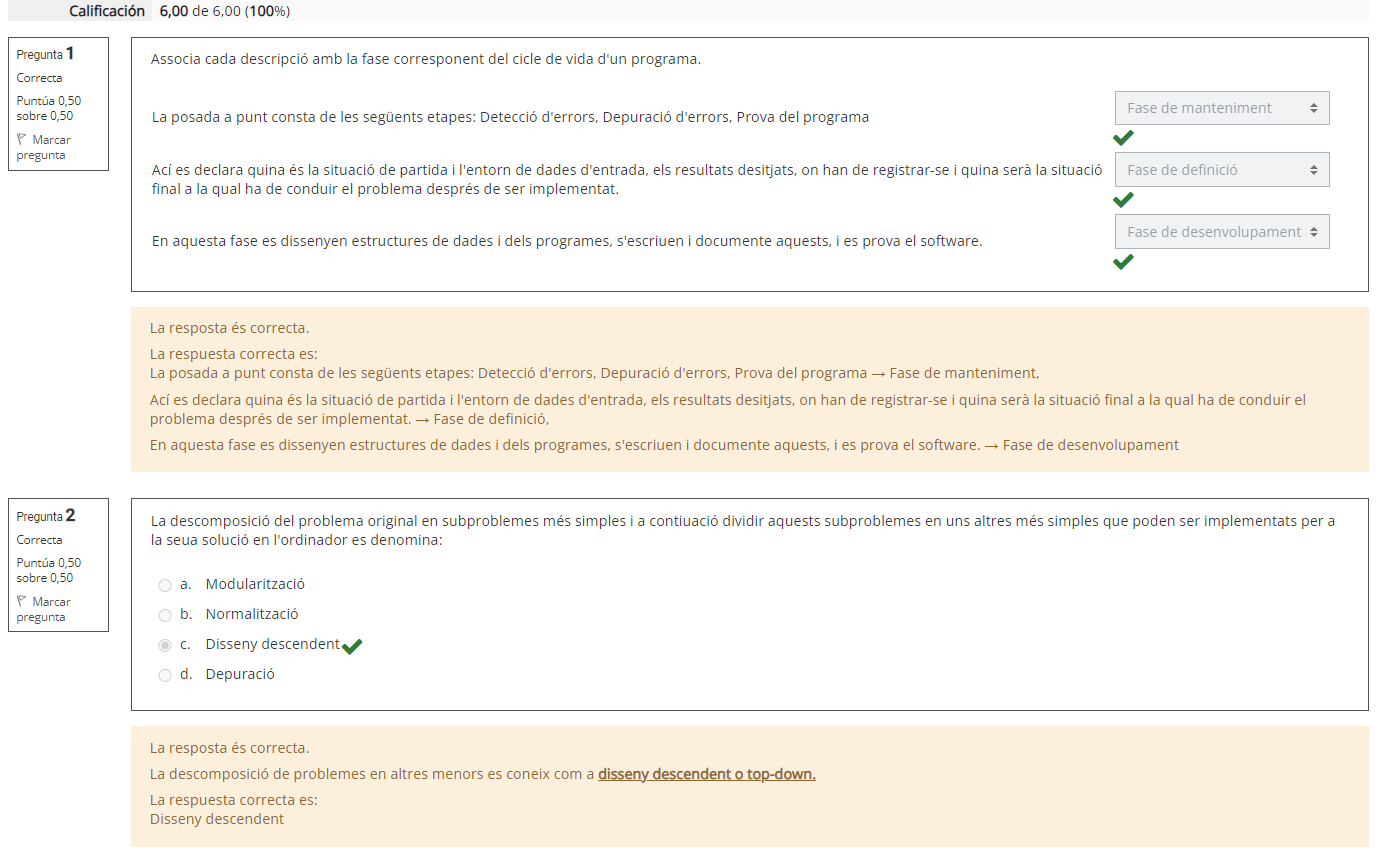 Calificación 6,00 de 6,00 (100%)
Pregunta 1
Correcta
Puntúa 0,50
sobre 0,50
Marcar
pregunta
Associa cada descripció amb la fase corresponent del cicle de vida d'un programa.
La posada a punt consta de les següents etapes: Detecció d'errors, Depuració d'errors, Prova del programa
Fase de manteniment
Ací es declara quina és la situació de partida i l'entorn de dades d'entrada, els resultats desitjats, on han de registrar-se i quina serà la situació
final a la qual ha de conduir el problema després de ser implementat.
Fase de definició
En aquesta fase es dissenyen estructures de dades i dels programes, s'escriuen i documente aquests, i es prova el software.
Fase de desenvolupament
La resposta és correcta.
La respuesta correcta es:
La posada a punt consta de les següents etapes: Detecció d'errors, Depuració d'errors, Prova del programa → Fase de manteniment,
Ací es declara quina és la situació de partida i l'entorn de dades d'entrada, els resultats desitjats, on han de registrar-se i quina serà la situació final a la qual ha de conduir el
problema després de ser implementat. → Fase de definició,
En aquesta fase es dissenyen estructures de dades i dels programes, s'escriuen i documente aquests, i es prova el software. → Fase de desenvolupament
Pregunta 2
Correcta
Puntúa 0,50
sobre 0,50
Marcar
pregunta
La descomposició del problema original en subproblemes més simples i a contiuació dividir aquests subproblemes en uns altres més simples que poden ser implementats per a
la seua solució en l'ordinador es denomina:
a. Modularització
b. Normalització
c. Disseny descendent
d. Depuració
La resposta és correcta.
La descomposició de problemes en altres menors es coneix com a disseny descendent o top-down.
La respuesta correcta es:
Disseny descendent